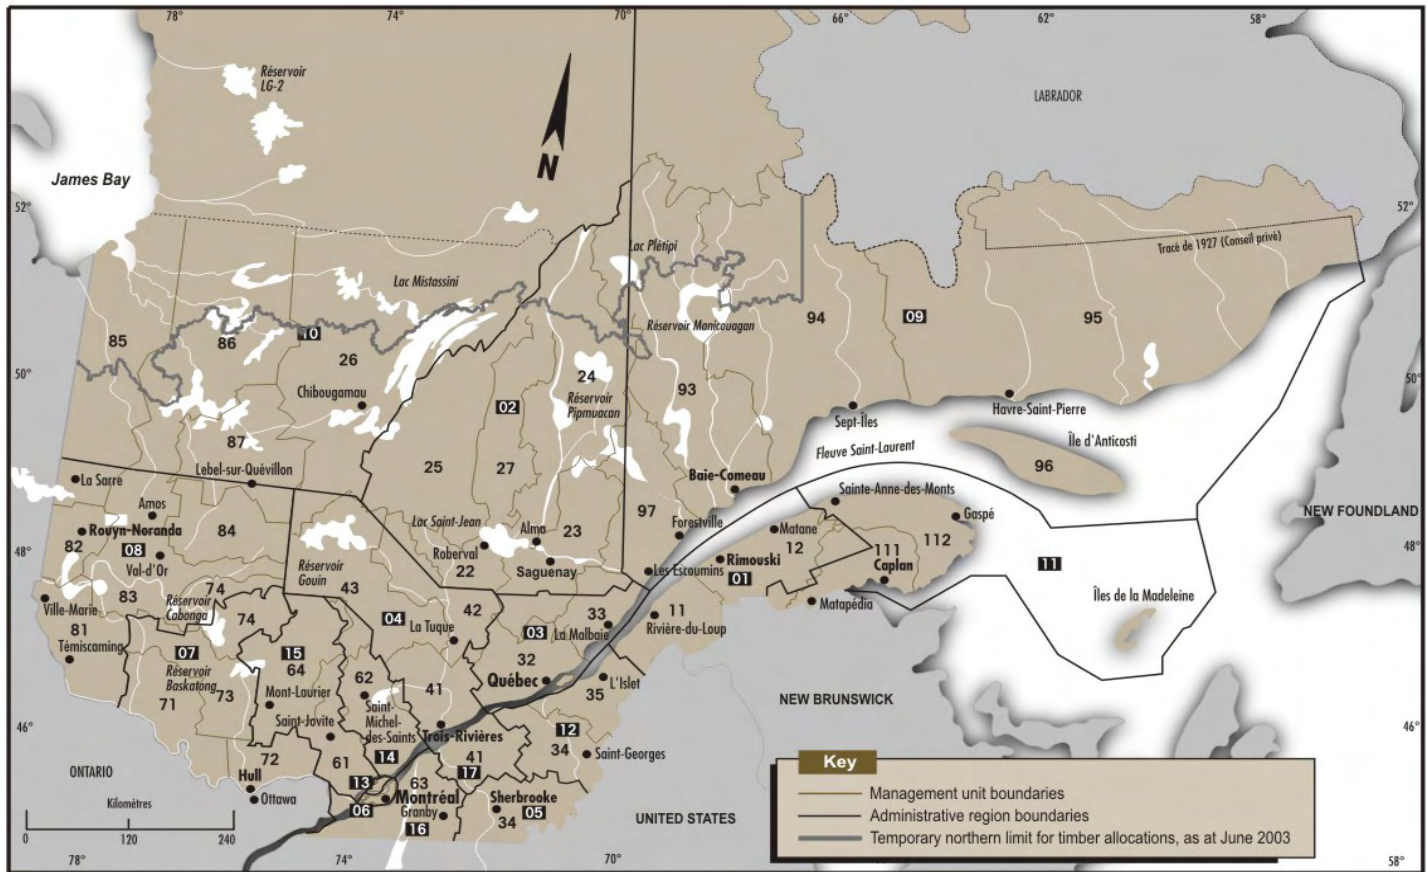 78°
74°
70°
66°
62°
58°
Réservoir
LG-2
LABRADOR
N
James Bay
52°
52°
Lac Plétipi
Tracé de 1927 (Conseil privé)
Lac Mistassini
85
86
10
26
94
09
95
Réservoir Manicouagan
50°
50°
24
93
Chibougamau
02
Réservoir
Pipmuacan
Havre-Saint-Pierre
Sept-Îles
87
Île d'Anticosti
Fleuve Saint-Laurent
25
27
96
Lebel-sur-Quévillon
La Sarre
Baie-Comeau
Sainte-Anne-des-Monts
Amos
97
Gaspé
NEW FOUNDLAND
Rouyn-Noranda
84
Lac Saint-Jean
Alma
23
Forestville
Matane
112
48°
82
08
Roberval
12
111
48°
Val-d'Or
Réservoir
Gouin
22
Saguenay
Les Escoumins
Rimouski
01
Caplan
11
83
74
43
Ville-Marie
Réservoir
Cabonga
74
04
42
33
11
Matapédia
Îles de la Madeleine
81
La Tuque
03
La Malbaie
Rivière-du-Loup
Témiscaming
07
15
32
Réservoir
Baskatong
64
62
Québec
L'Islet
71
73
Mont-Laurier
41
35
NEW BRUNSWICK
Saint-Jovite
Saint-
Michel-
des-Saints
46°
46°
Trois-Rivières
12
72
61
14
41
34
Saint-Georges
ONTARIO
Hull
13
63
17
Key
Ottawa
Montréal
Sherbrooke
Management unit boundaries
Kilomètres
06
Granby
05
Administrative region boundaries
16
34
UNITED STATES
Temporary northern limit for timber allocations, as at June 2003
0
120
240
78°
74°
70°
58°